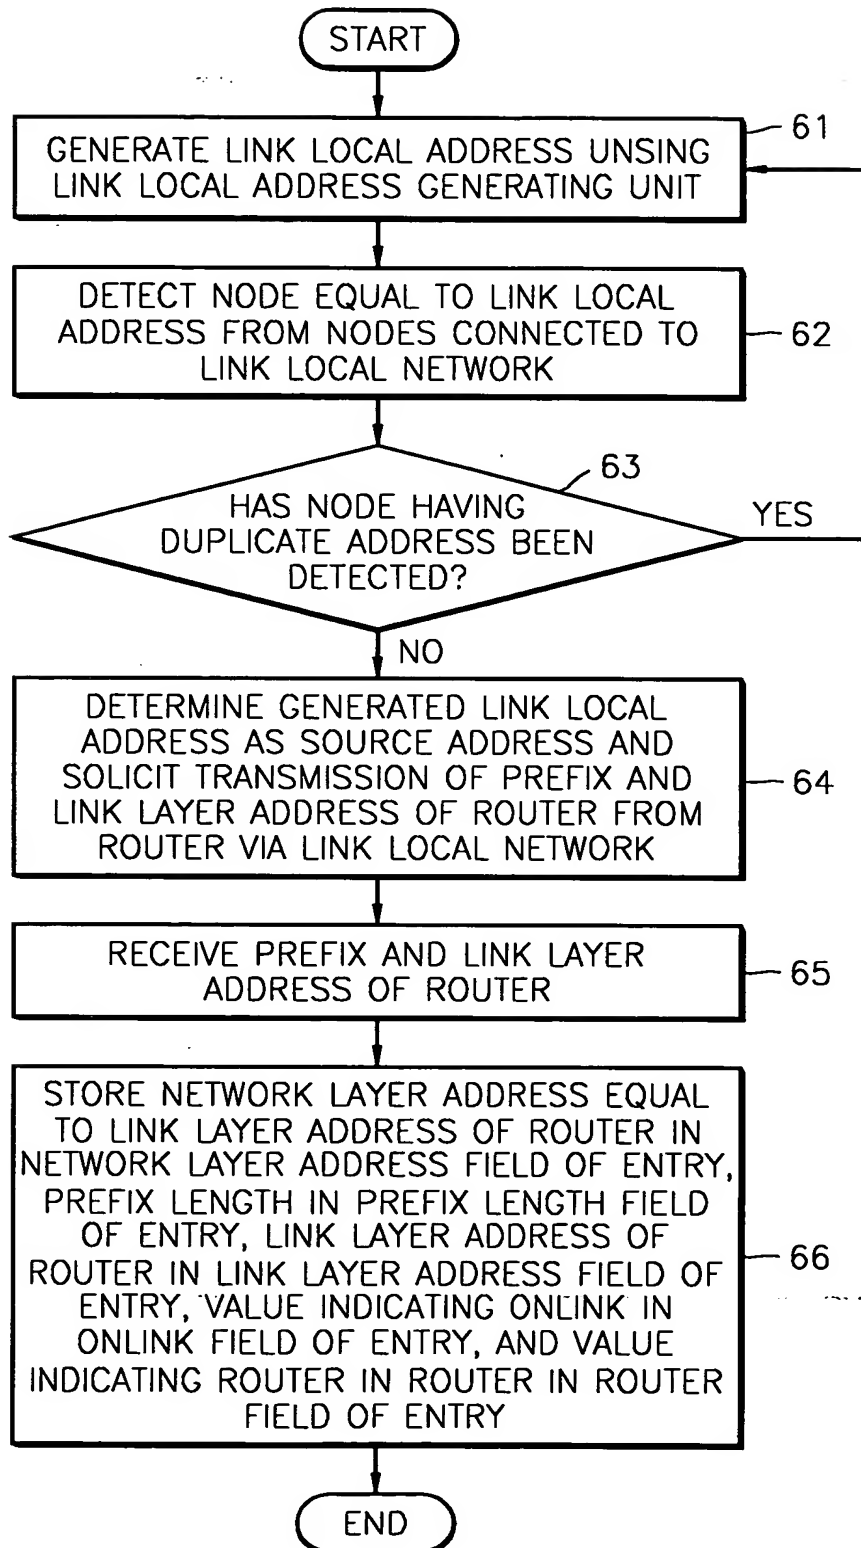 START
GENERATE LINK LOCAL ADDRESS UNSING
LINK LOCAL ADDRESS GENERATING UNIT
61
DETECT NODE EQUAL TO LINK LOCAL
ADDRESS FROM NODES CONNECTED TO
LINK LOCAL NETWORK
62
63
HAS NODE HAVING
DUPLICATE ADDRESS BEEN
DETECTED?
YES
NO
DETERMINE GENERATED LINK LOCAL
ADDRESS AS SOURCE ADDRESS AND
SOLICIT TRANSMISSION OF PREFIX AND
LINK LAYER ADDRESS OF ROUTER FROM
ROUTER VIA LINK LOCAL NETWORK
64
RECEIVE PREFIX AND LINK LAYER
ADDRESS OF ROUTER
65
STORE NETWORK LAYER ADDRESS EQUAL
TO LINK LAYER ADDRESS OF ROUTER IN
NETWORK LAYER ADDRESS FIELD OF ENTRY,
PREFIX LENGTH IN PREFIX LENGTH FIELD
OF ENTRY, LINK LAYER ADDRESS OF
ROUTER IN LINK LAYER ADDRESS FIELD OF
ENTRY, VALUE INDICATING ONLINK IN
ONLINK FIELD OF ENTRY, AND VALUE
INDICATING ROUTER IN ROUTER IN ROUTER
FIELD OF ENTRY
66
END